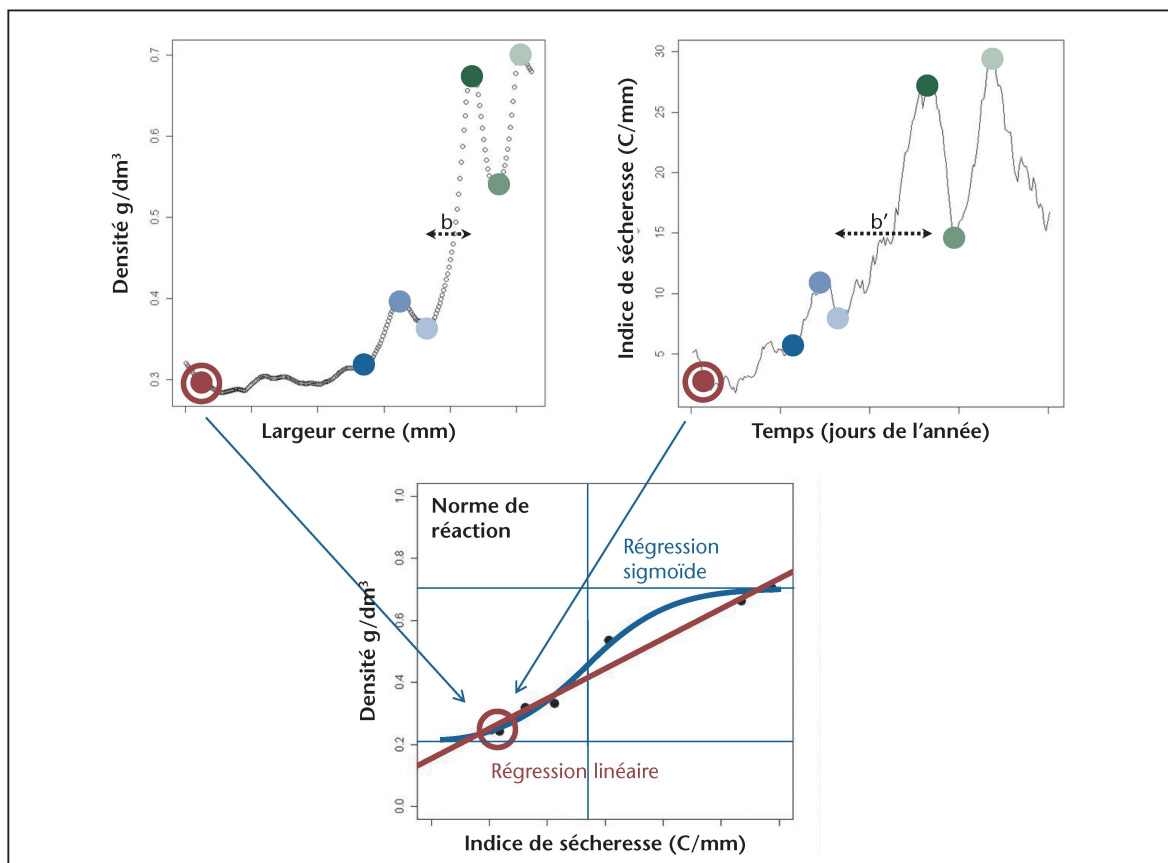 0.7
0.6
0.5
0.4
0.3
Densité g/dm³
b
Largeur cerne (mm)
30
25
20
15
10
5
Indice de sécheresse (C/mm)
b’
Temps (jours de l’année)
1.0
0.8
0.6
0.4
0.2
0.0
Densité g/dm³
Norme de
réaction
Régression
sigmoïde
Régression linéaire
Indice de sécheresse (C/mm)